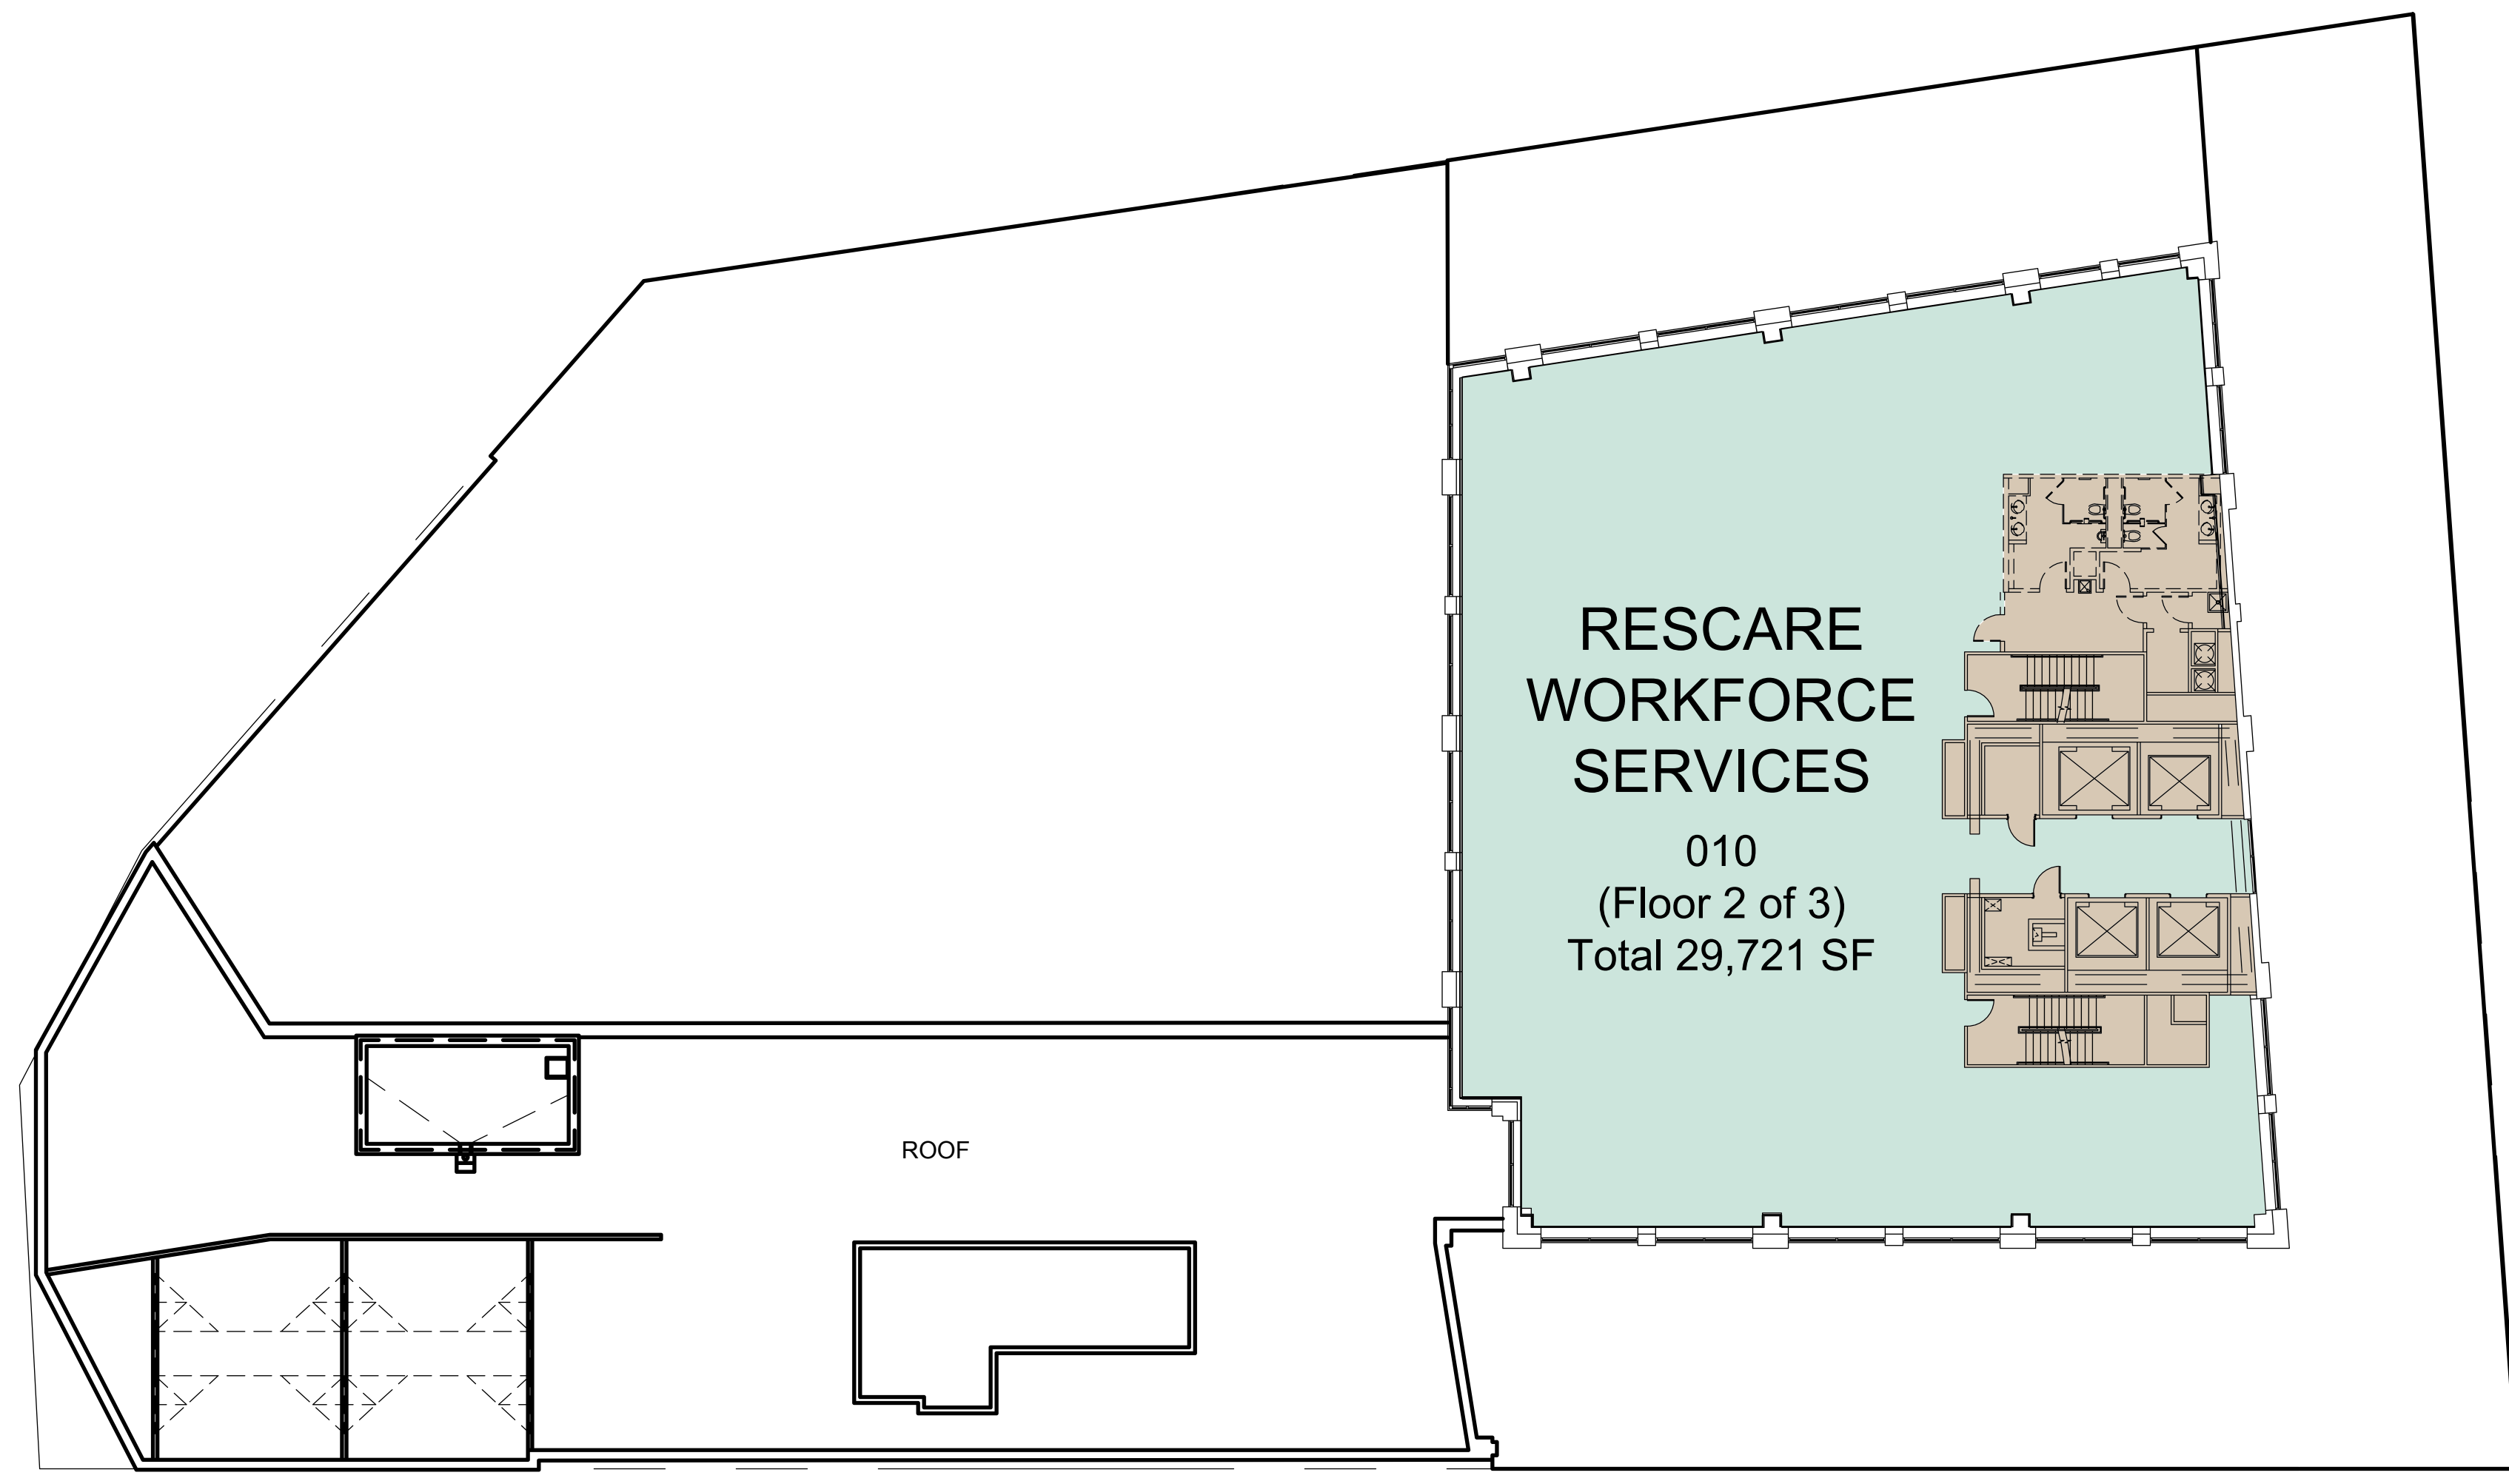 RESCARE
WORKFORCE
SERVICES
010
(Floor 2 of 3)
Total 29,721 SF
ROOF